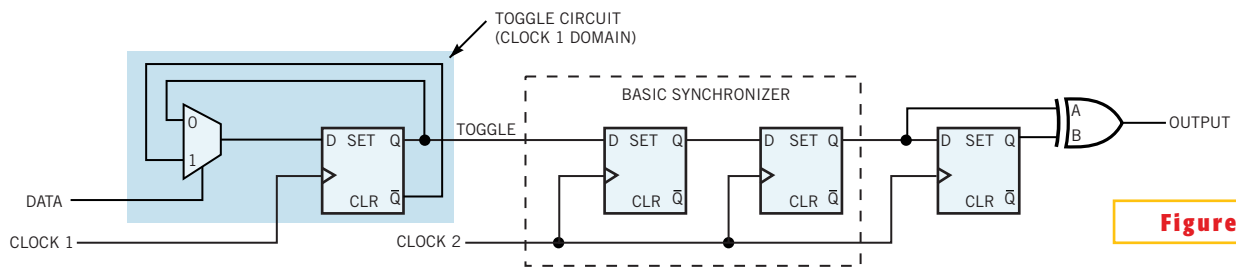 TOGGLE CIRCUIT
(CLOCK 1 DOMAIN)
BASIC SYNCHRONIZER
0
1
D SET Q
CLR Q̅
TOGGLE
D SET Q
CLR Q̅
D SET Q
CLR Q̅
D SET Q
CLR Q̅
A
B
OUTPUT
DATA
CLOCK 1
CLOCK 2
Figure